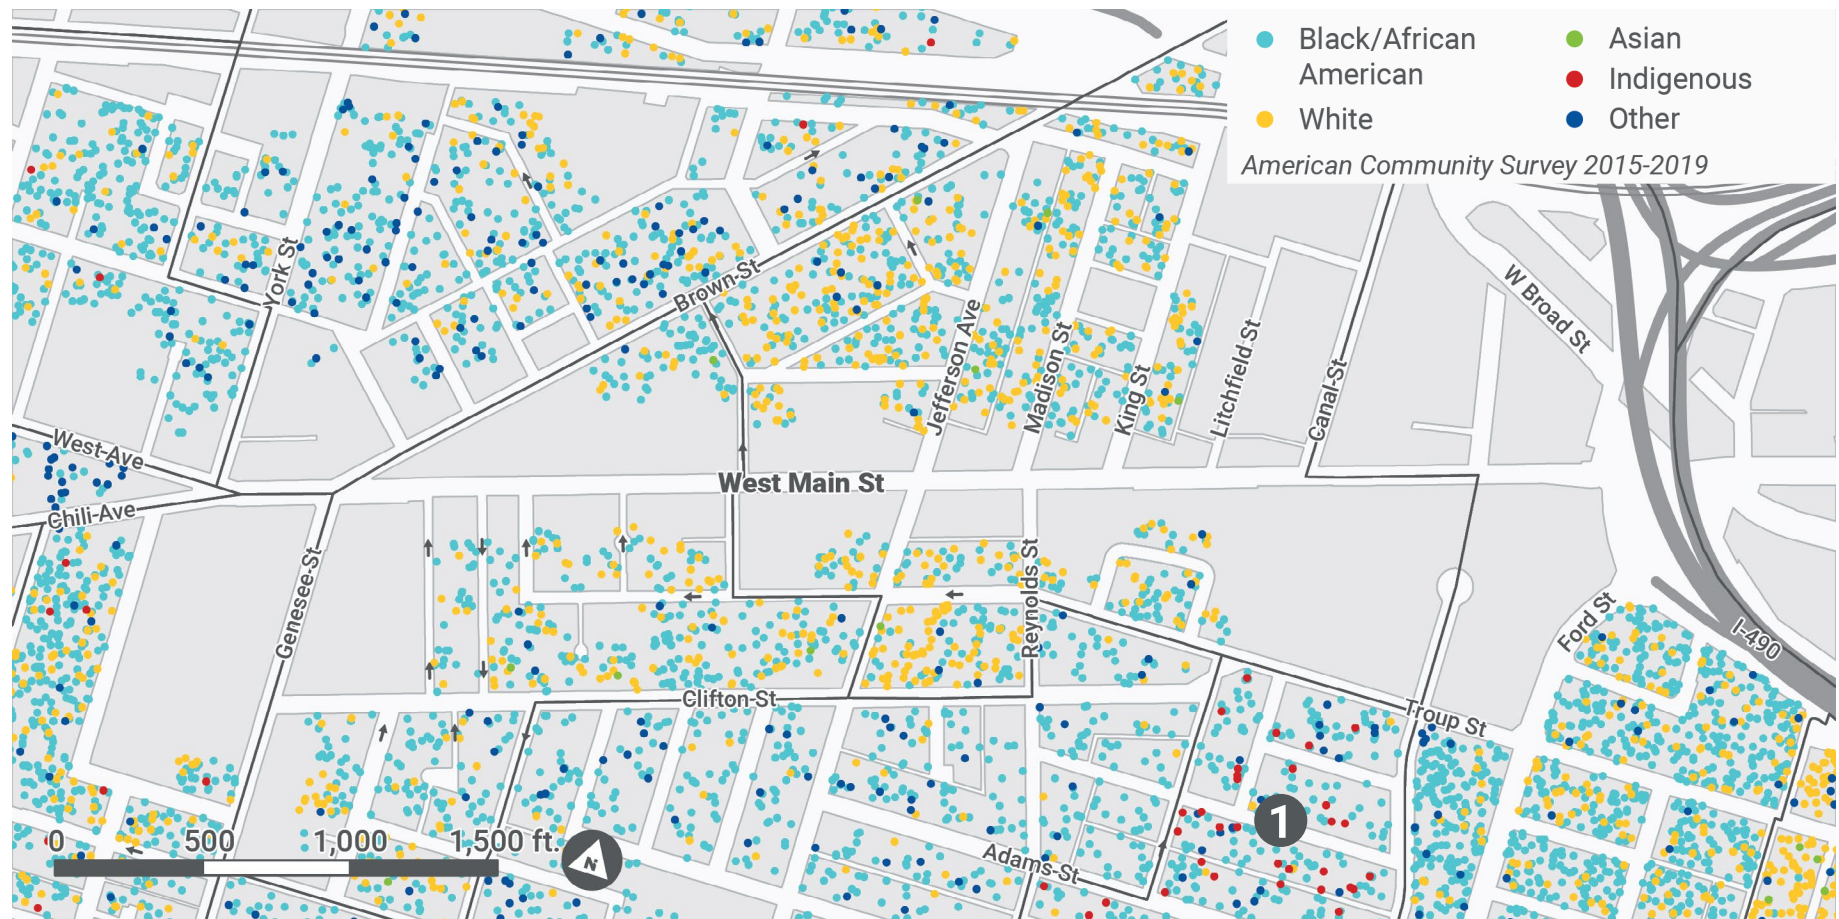 Black/African
American
White
Asian
Indigenous
Other
American Community Survey 2015-2019
York St
Brown St
W Broad St
Jefferson Ave
Madison St
King St
Litchfield St
Canal St
West Ave
Chili-Ave
West Main St
Genesee St
Reynolds St
Ford St
I-490
Clifton St
Troup St
Adams St
1
0 500 1,000 1,500 ft.
N